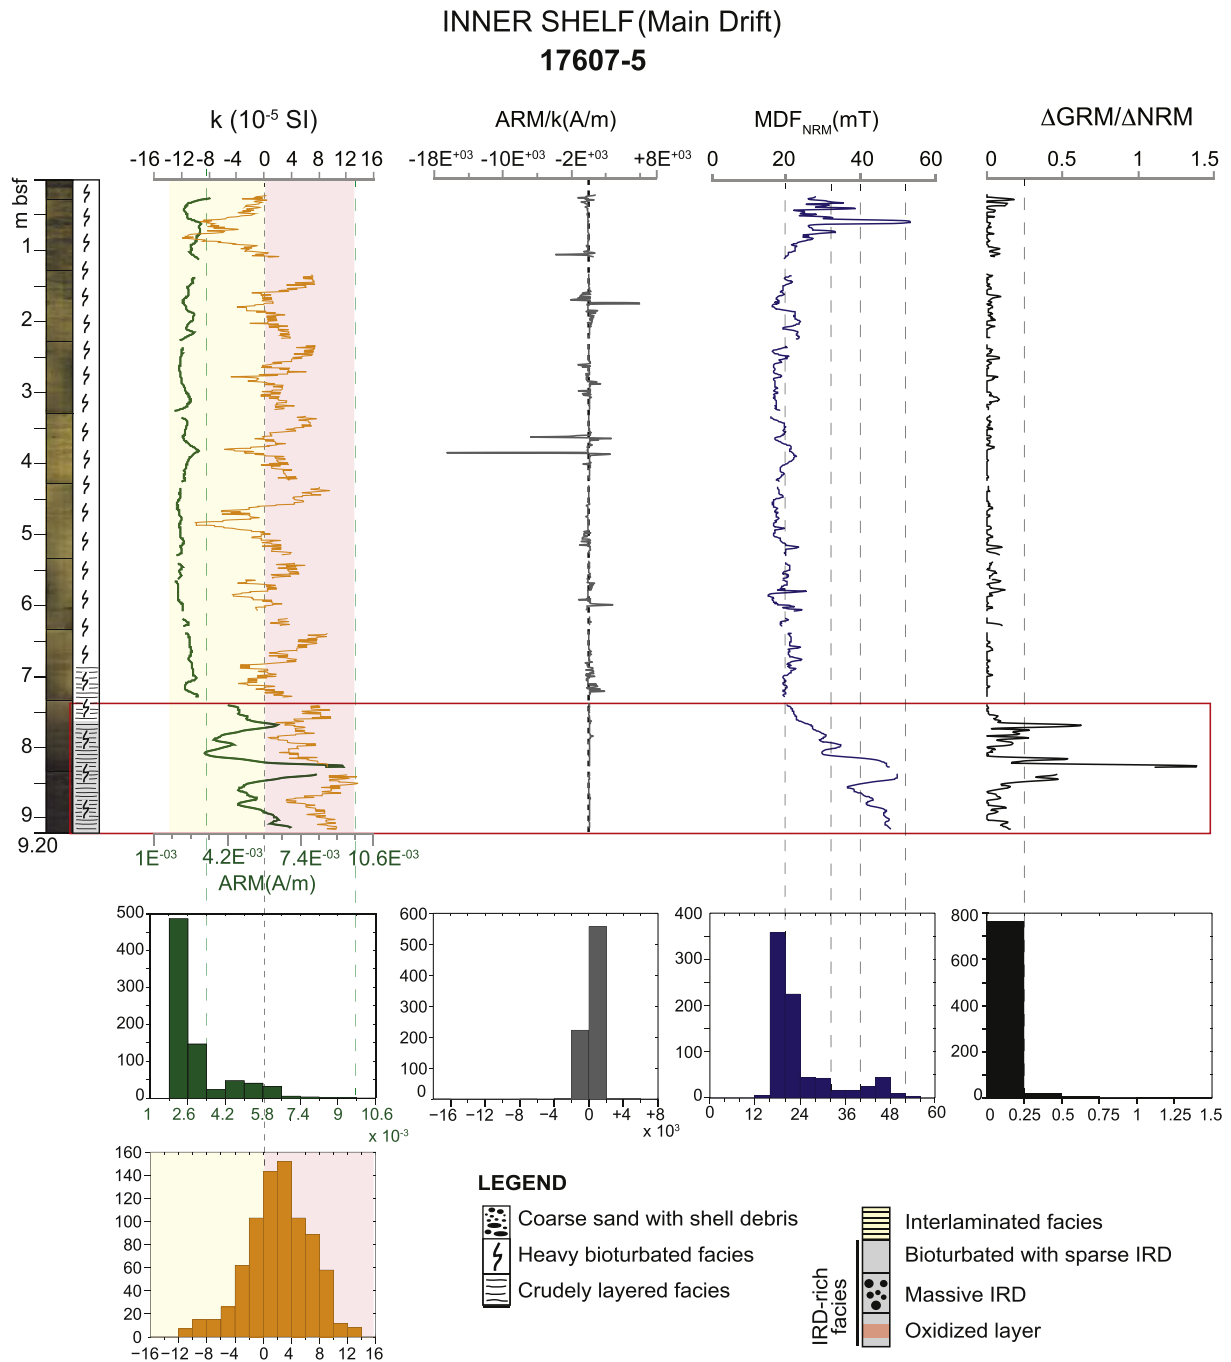 INNER SHELF(Main Drift)
17607-5
k (10⁻⁵ SI)
ARM/k(A/m)
MDF NRM(mT)
ΔGRM/ΔNRM
-16 -12 -8 -4 0 4 8 12 16
-18E+03 -10E+03 -2E+03 +8E+03
0 20 40 60
0 0.5 1 1.5
m bsf
1
2
3
4
5
6
7
8
9
9.20
1E-03 4.2E-03 7.4E-03 10.6E-03
ARM(A/m)
500
400
300
200
100
0
1 2.6 4.2 5.8 7.4 9 10.6
x 10⁻³
600
500
400
300
200
100
0
−16 −12 −8 −4 0 +4 +8
x 10³
400
300
200
100
0
0 12 24 36 48 60
800
600
400
200
0
0 0.25 0.5 0.75 1 1.25 1.5
160
140
120
100
80
60
40
20
0
−16 −12 −8 −4 0 4 8 12 16
LEGEND
Coarse sand with shell debris
Heavy bioturbated facies
Crudely layered facies
IRD-rich
facies
Interlaminated facies
Bioturbated with sparse IRD
Massive IRD
Oxidized layer